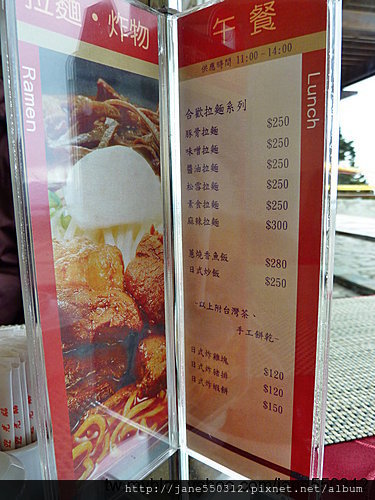 拉麵・炸物
Ramen
午餐
供應時間 11:00~14:00
Lunch
合歡拉麵系列
豚骨拉麵 $250
味噌拉麵 $250
醬油拉麵 $250
松雪拉麵 $250
素食拉麵 $250
麻辣拉麵 $300
蔥燒香魚飯 $280
日式炒飯 $250
~以上附台灣茶、
手工餅乾~
日式炸雞塊 $120
日式炸豬排 $120
日式炸蝦餅 $150
http://jane550312.pixnet.net/album